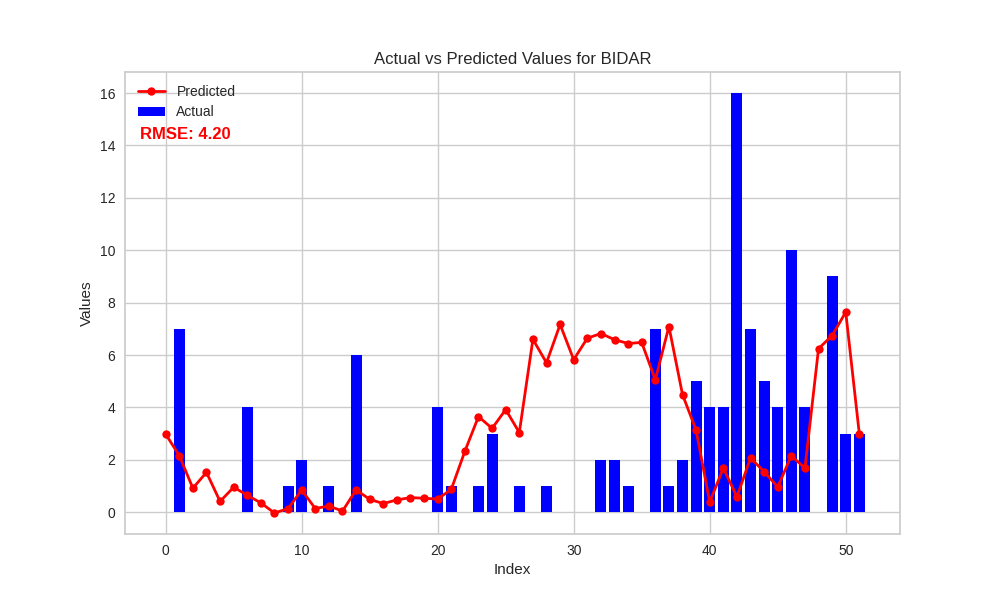 Actual vs Predicted Values for BIDAR
Predicted
Actual
RMSE: 4.20
Values
16
14
12
10
8
6
4
2
0
0 10 20 30 40 50
Index